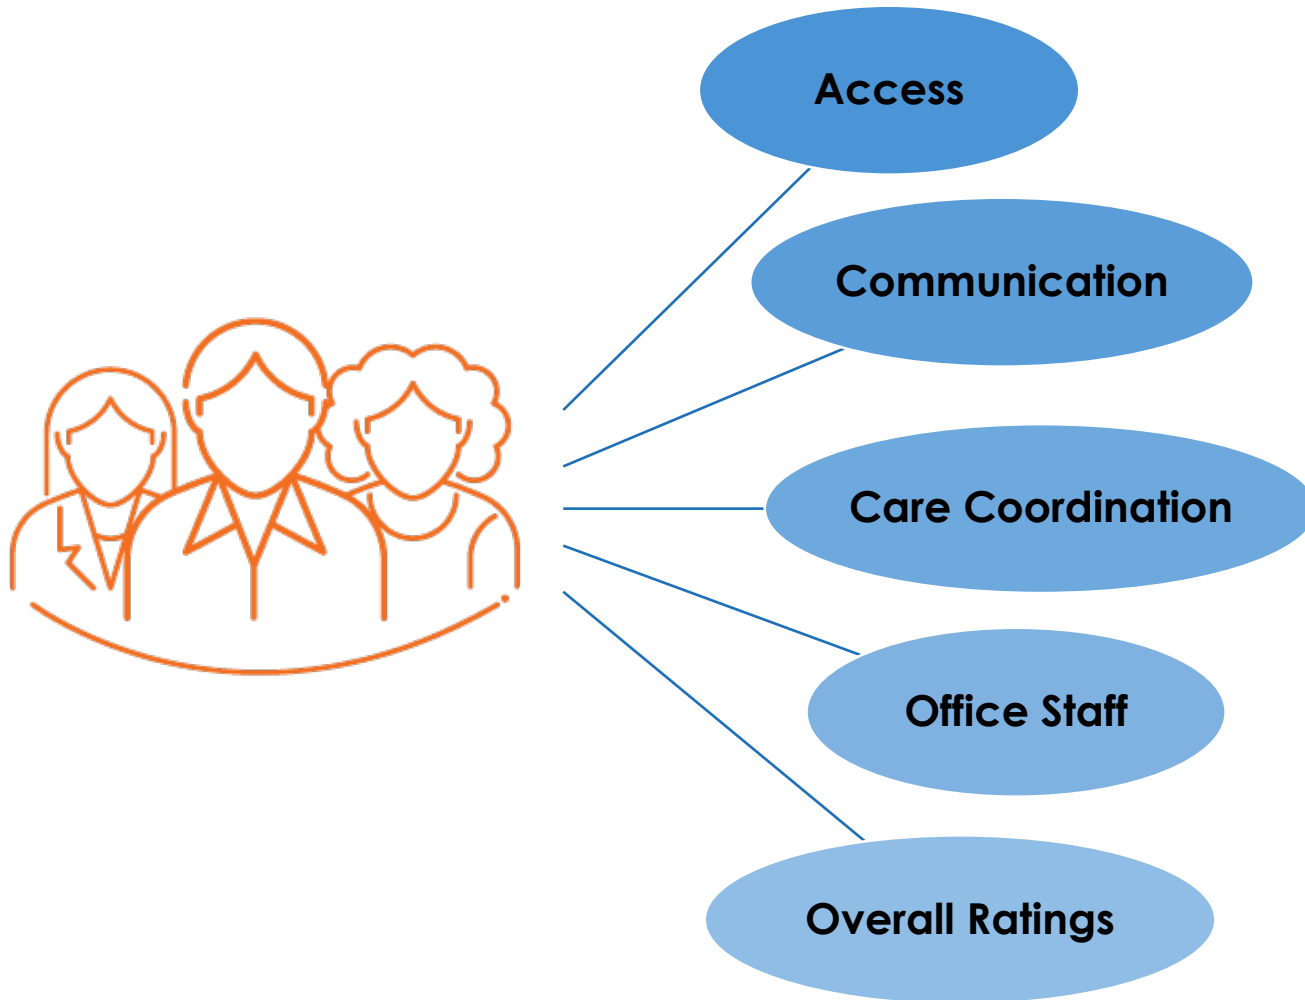 Access
Communication
Care Coordination
Office Staff
Overall Ratings